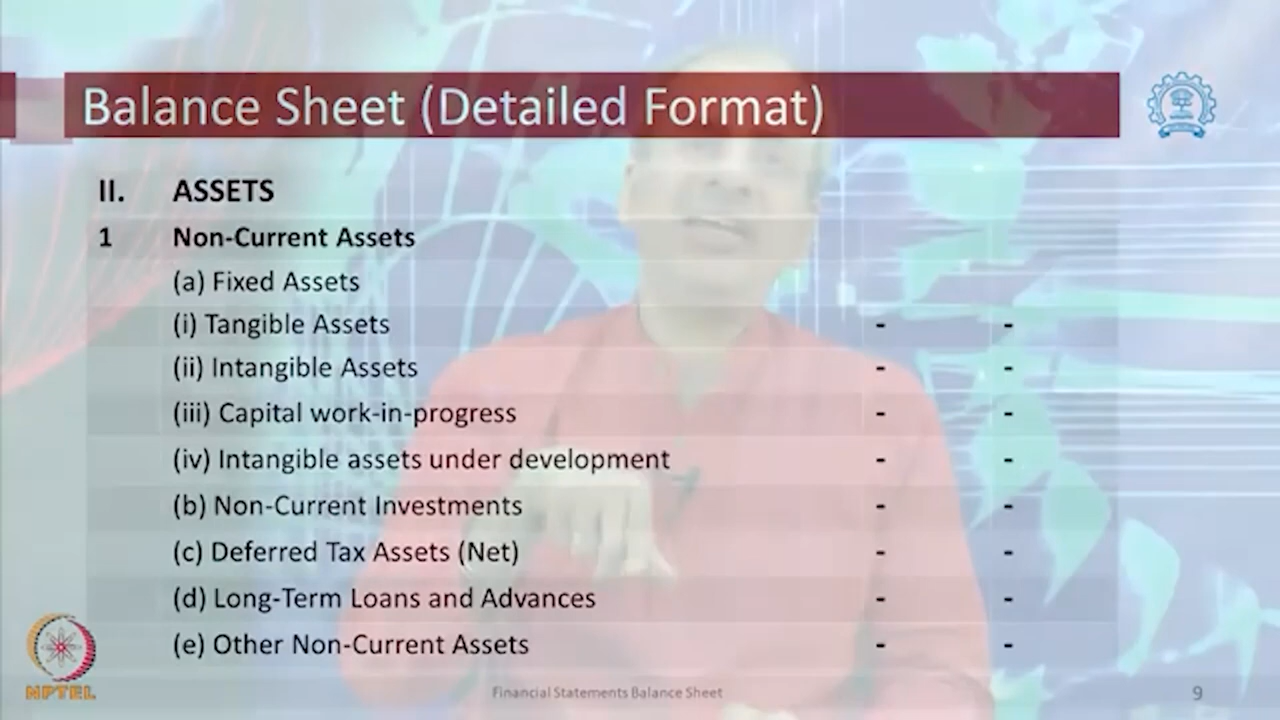 Balance Sheet (Detailed Format)
II. ASSETS
1 Non-Current Assets
(a) Fixed Assets
(i) Tangible Assets - -
(ii) Intangible Assets - -
(iii) Capital work-in-progress - -
(iv) Intangible assets under development - -
(b) Non-Current Investments - -
(c) Deferred Tax Assets (Net) - -
(d) Long-Term Loans and Advances - -
(e) Other Non-Current Assets - -
NPTEL
Financial Statements Balance Sheet
9